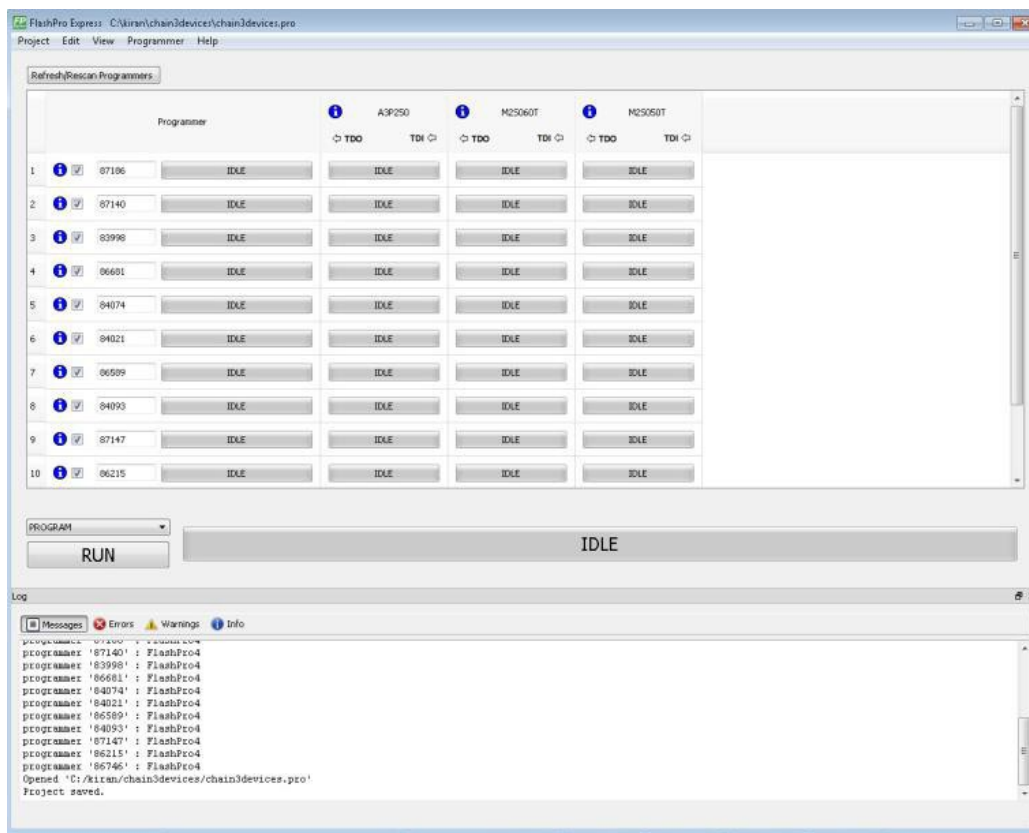 FlashPro Express C:\kiran\chain3devices\chain3devices.pro
Project Edit View Programmer Help
Refresh/Rescan Programmers
Programmer A3P250 M2S060T M2S050T
TDO TDI TDO TDI TDO TDI
1 87186 IDLE IDLE IDLE IDLE
2 87140 IDLE IDLE IDLE IDLE
3 83998 IDLE IDLE IDLE IDLE
4 86681 IDLE IDLE IDLE IDLE
5 84074 IDLE IDLE IDLE IDLE
6 84021 IDLE IDLE IDLE IDLE
7 86589 IDLE IDLE IDLE IDLE
8 84093 IDLE IDLE IDLE IDLE
9 87147 IDLE IDLE IDLE IDLE
10 86215 IDLE IDLE IDLE IDLE
PROGRAM
RUN IDLE
Log
Messages Errors Warnings Info
programmer '87186' : FlashPro4
programmer '87140' : FlashPro4
programmer '83998' : FlashPro4
programmer '86681' : FlashPro4
programmer '84074' : FlashPro4
programmer '84021' : FlashPro4
programmer '86589' : FlashPro4
programmer '84093' : FlashPro4
programmer '87147' : FlashPro4
programmer '86215' : FlashPro4
programmer '86746' : FlashPro4
Opened 'C:/kiran/chain3devices/chain3devices.pro'
Project saved.